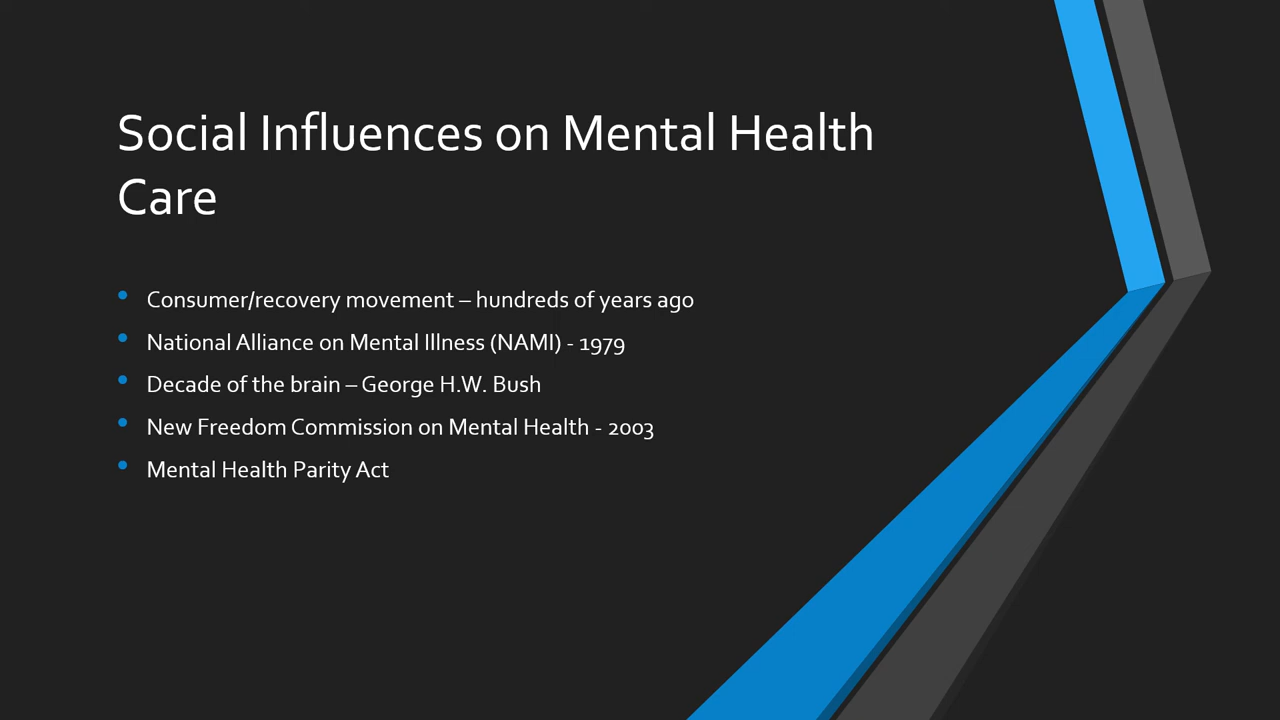 Social Influences on Mental Health
Care
• Consumer/recovery movement – hundreds of years ago
• National Alliance on Mental Illness (NAMI) - 1979
• Decade of the brain – George H.W. Bush
• New Freedom Commission on Mental Health - 2003
• Mental Health Parity Act